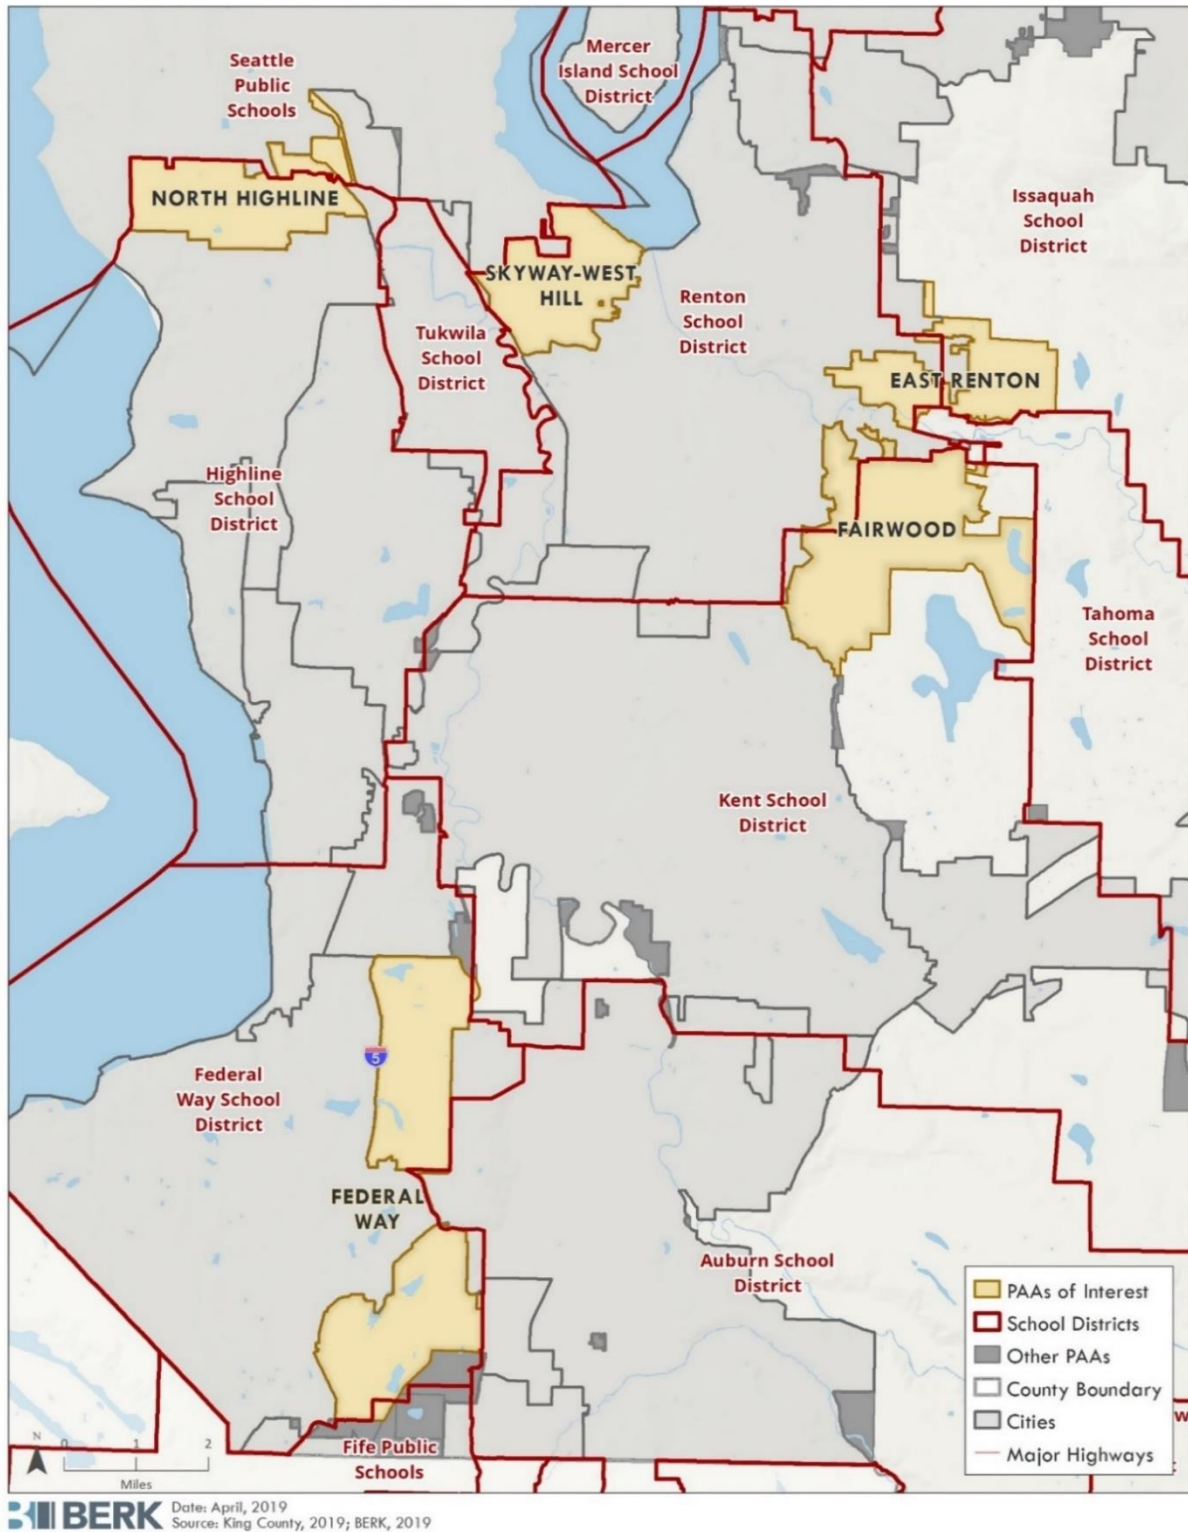 Seattle
Public
Schools
Mercer
Island School
District
NORTH HIGHLINE
Issaquah
School
District
SKYWAY-WEST
HILL
Renton
School
District
Tukwila
School
District
EAST RENTON
Highline
School
District
FAIRWOOD
Tahoma
School
District
Kent School
District
5
Federal
Way School
District
FEDERAL
WAY
Auburn School
District
Fife Public
Schools
PAAs of Interest
School Districts
Other PAAs
County Boundary
Cities
Major Highways
W
N
0 1 2
Miles
BERK
Date: April, 2019
Source: King County, 2019; BERK, 2019